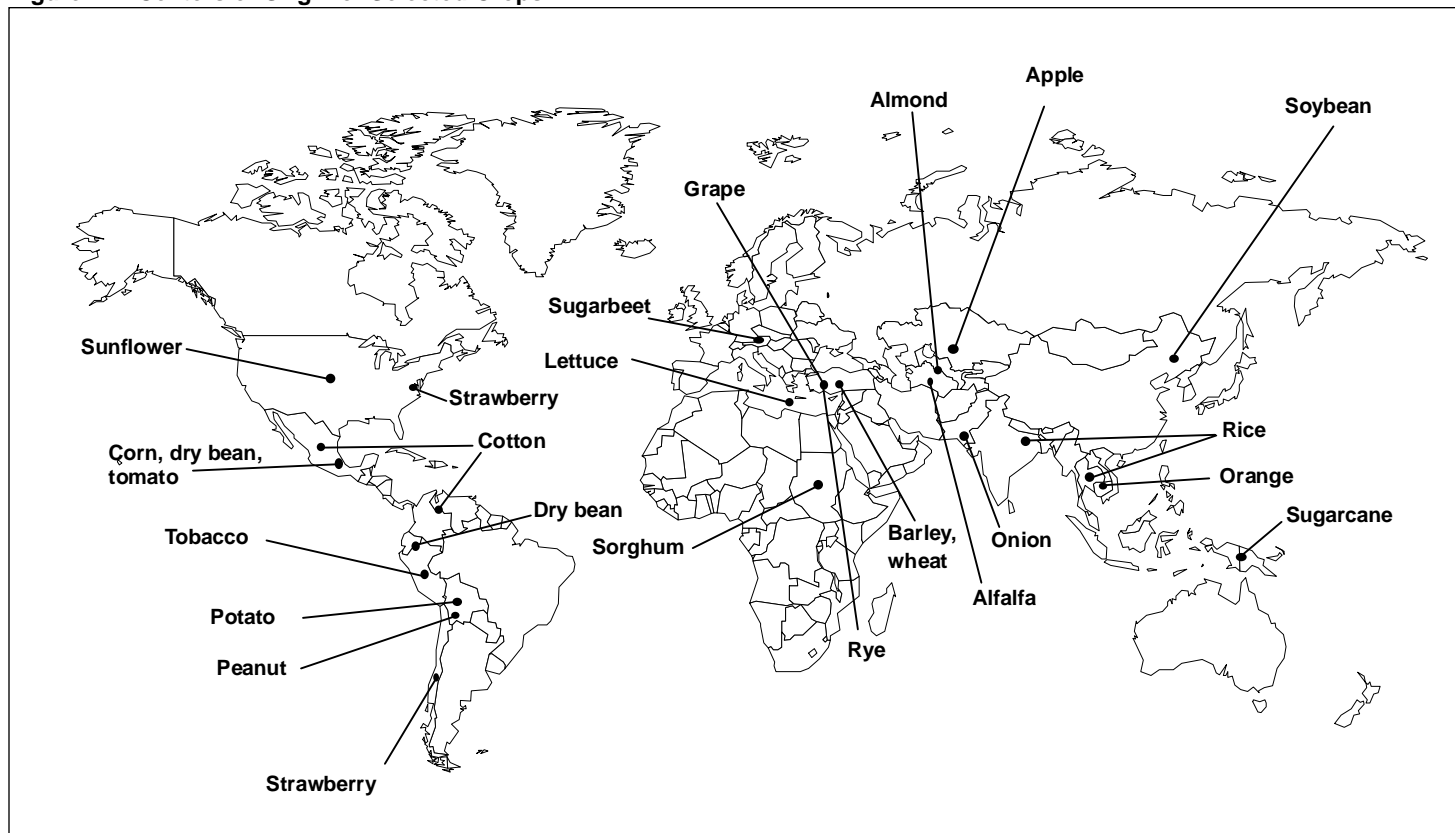 Apple
Almond
Soybean
Grape
Sugarbeet
Sunflower
Lettuce
Strawberry
Cotton
Rice
Corn, dry bean,
tomato
Orange
Dry bean
Sugarcane
Tobacco
Sorghum
Barley,
wheat
Onion
Alfalfa
Potato
Rye
Peanut
Strawberry